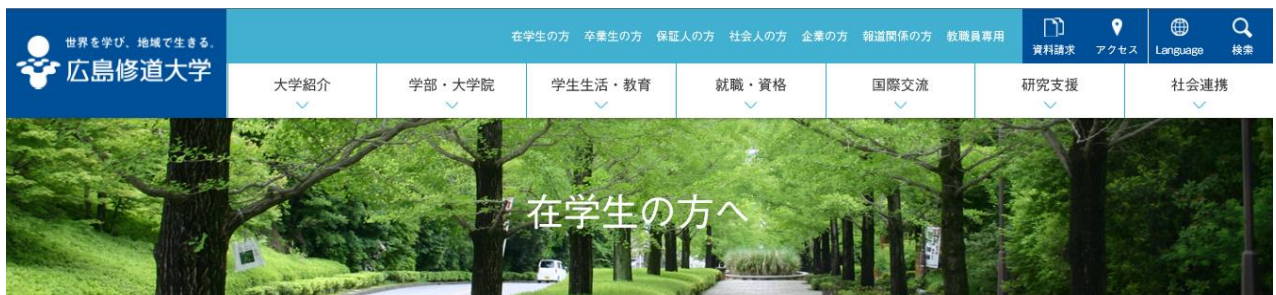 世界を学び、地域で生きる。
広島修道大学
在学生の方 卒業生の方 保証人の方 社会人の方 企業の方 報道関係の方 教職員専用
資料請求 アクセス Language 検索
大学紹介 学部・大学院 学生生活・教育 就職・資格 国際交流 研究支援 社会連携
在学生の方へ